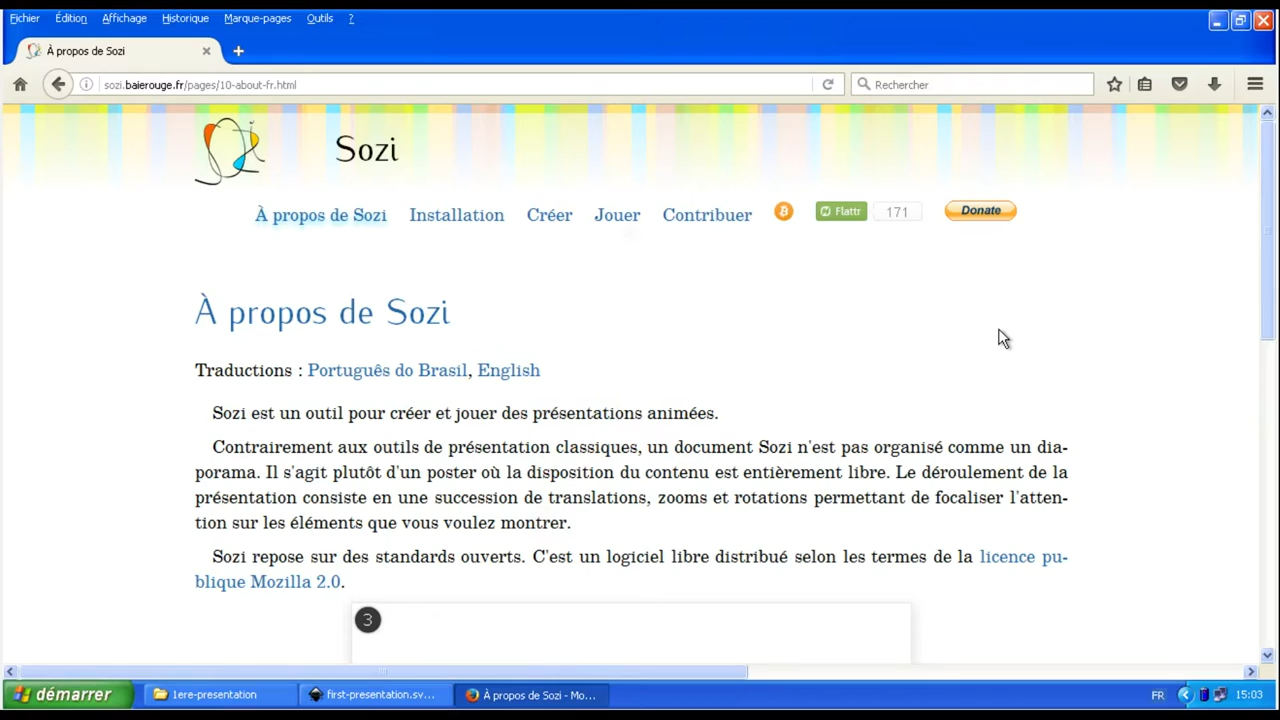 Fichier Édition Affichage Historique Marque-pages Outils ?
À propos de Sozi
sozi.baierouge.fr/pages/10-about-fr.html
Rechercher
Sozi
À propos de Sozi Installation Créer Jouer Contribuer Flattr 171 Donate
À propos de Sozi
Traductions : Português do Brasil, English
Sozi est un outil pour créer et jouer des présentations animées.
Contrairement aux outils de présentation classiques, un document Sozi n'est pas organisé comme un dia-
porama. Il s'agit plutôt d'un poster où la disposition du contenu est entièrement libre. Le déroulement de la
présentation consiste en une succession de translations, zooms et rotations permettant de focaliser l'atten-
tion sur les éléments que vous voulez montrer.
Sozi repose sur des standards ouverts. C'est un logiciel libre distribué selon les termes de la licence pu-
blique Mozilla 2.0.
3
démarrer 1ere-presentation first-presentation.sv... À propos de Sozi - Mo... FR 15:03